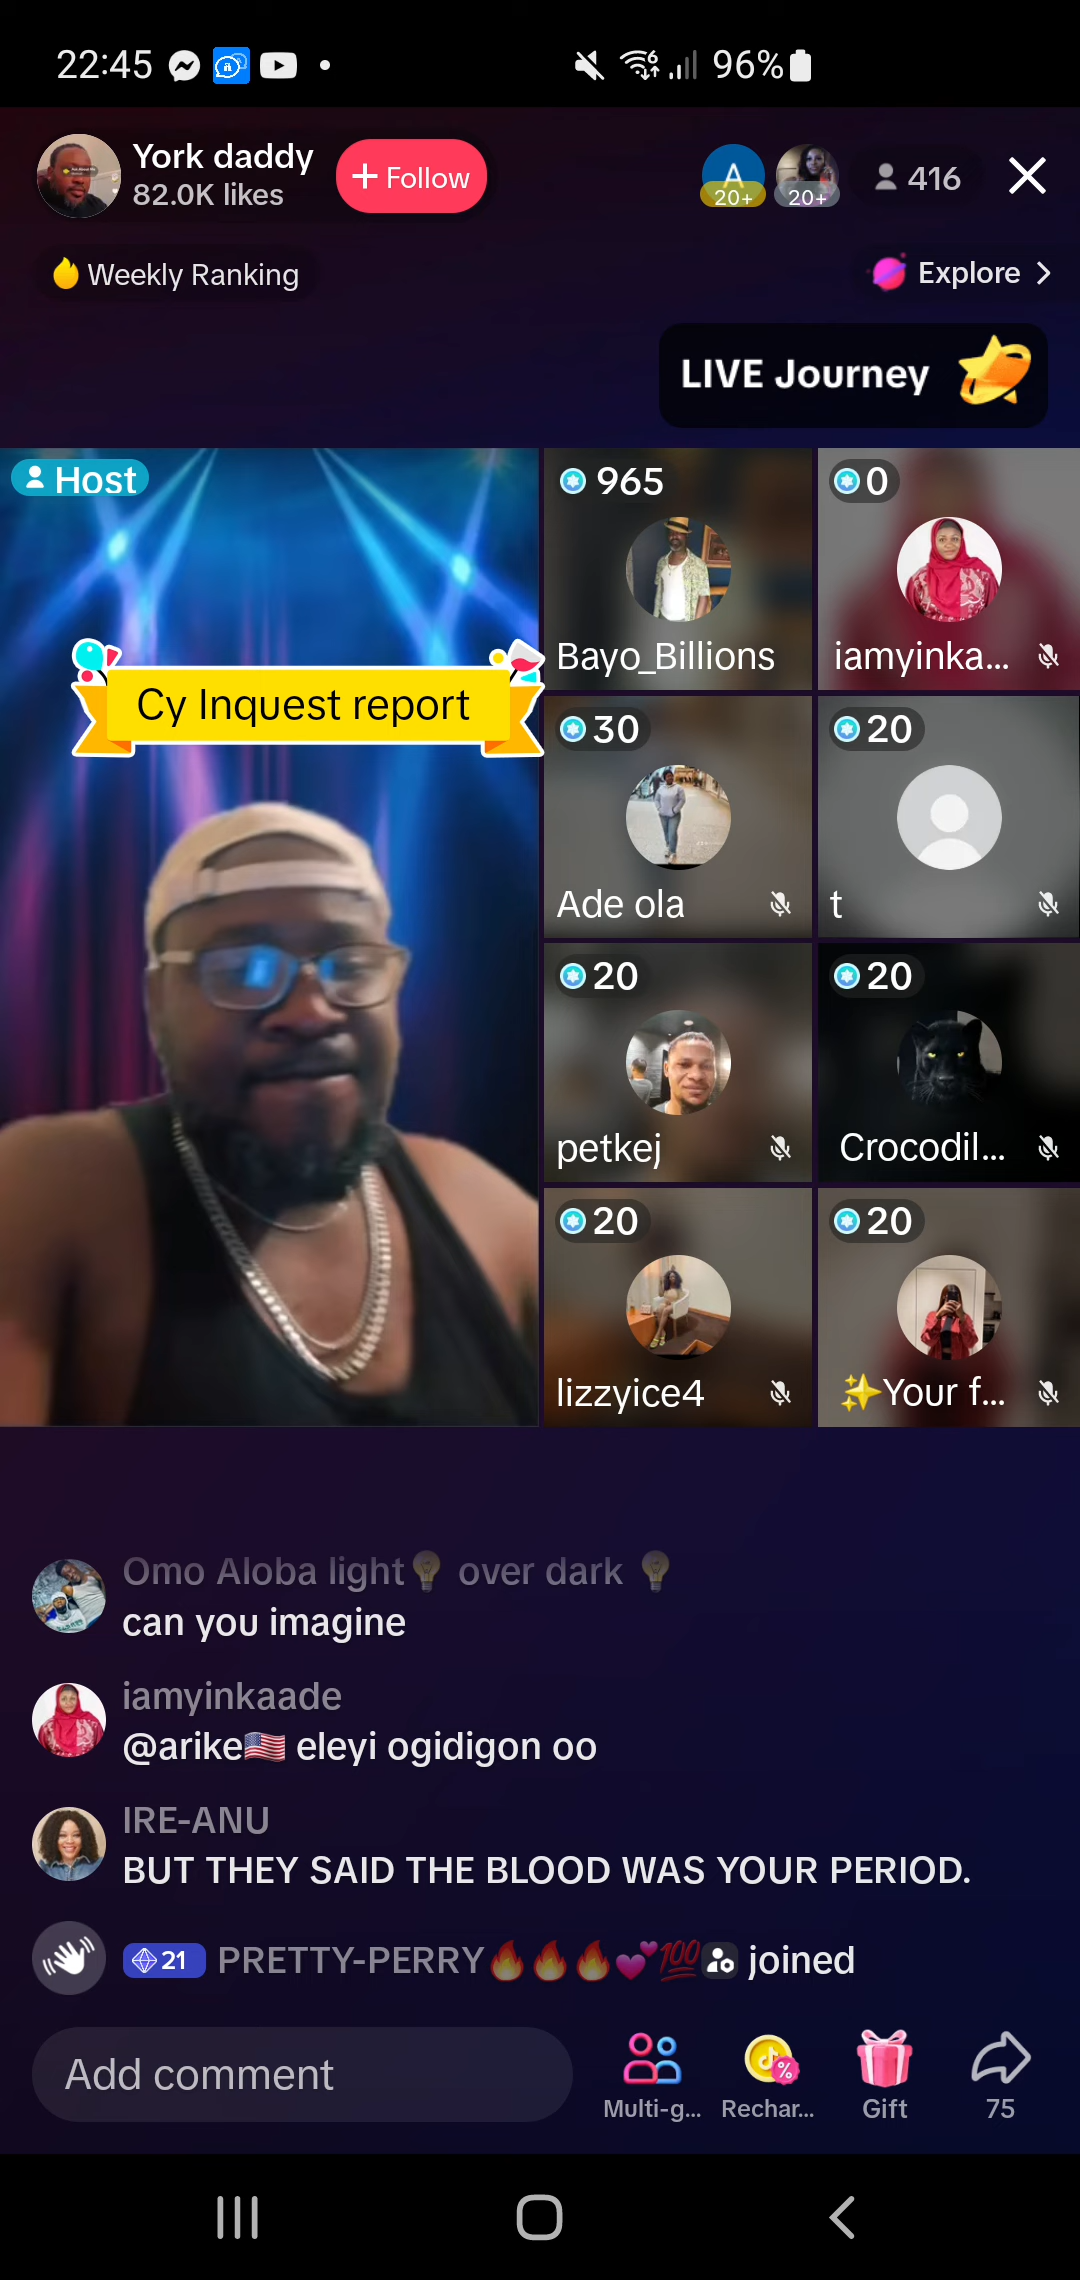 22:45
96%
York daddy
82.0K likes
+ Follow
A
20+
20+
416
Weekly Ranking
Explore
LIVE Journey
Host
Cy Inquest report
965
Bayo_Billions
0
iamyinka...
30
Ade ola
20
t
20
petkej
20
Crocodil...
20
lizzyice4
20
✨Your f...
Omo Aloba light💡 over dark 💡
can you imagine
iamyinkaade
@arike🇺🇸 eleyi ogidigon oo
IRE-ANU
BUT THEY SAID THE BLOOD WAS YOUR PERIOD.
21 PRETTY-PERRY🔥🔥🔥💕💯 joined
Add comment
Multi-g...
Rechar...
Gift
75